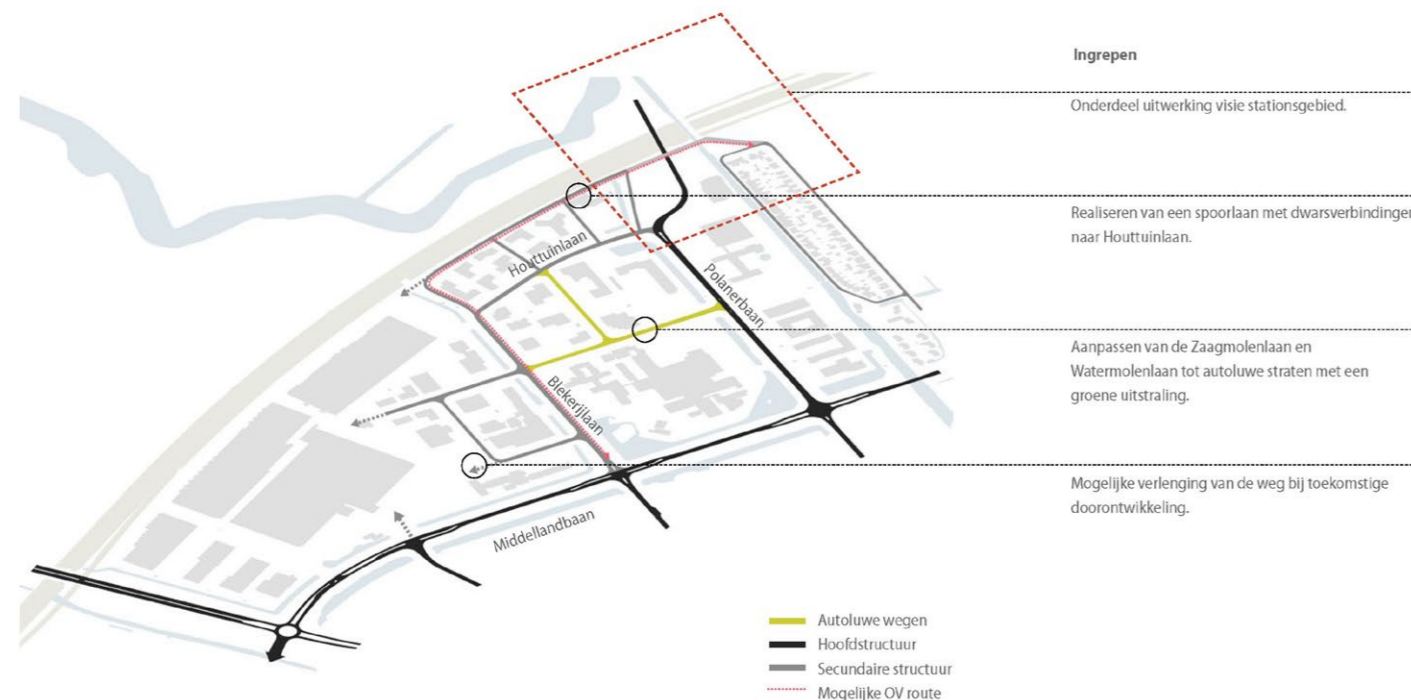 Ingrepen
Onderdeel uitwerking visie stationsgebied.
Realiseren van een spoorlaan met dwarsverbindingen
naar Houttuinlaan.
Aanpassen van de Zaagmolenlaan en
Watermolenlaan tot autoluwe straten met een
groene uitstraling.
Mogelijke verlenging van de weg bij toekomstige
doorontwikkeling.
Houttuinlaan
Polanerbaan
Blekerijlaan
Middellandbaan
Autoluwe wegen
Hoofdstructuur
Secundaire structuur
Mogelijke OV route